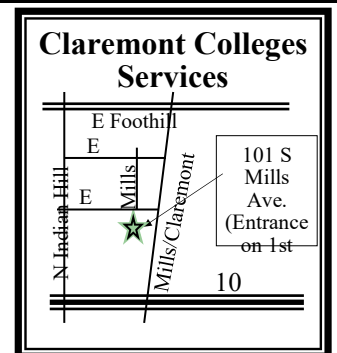 Claremont Colleges
Services
E Foothill
E
Mills
E
N Indian Hill
Mills/Claremont
101 S
Mills
Ave.
(Entrance
on 1st
10